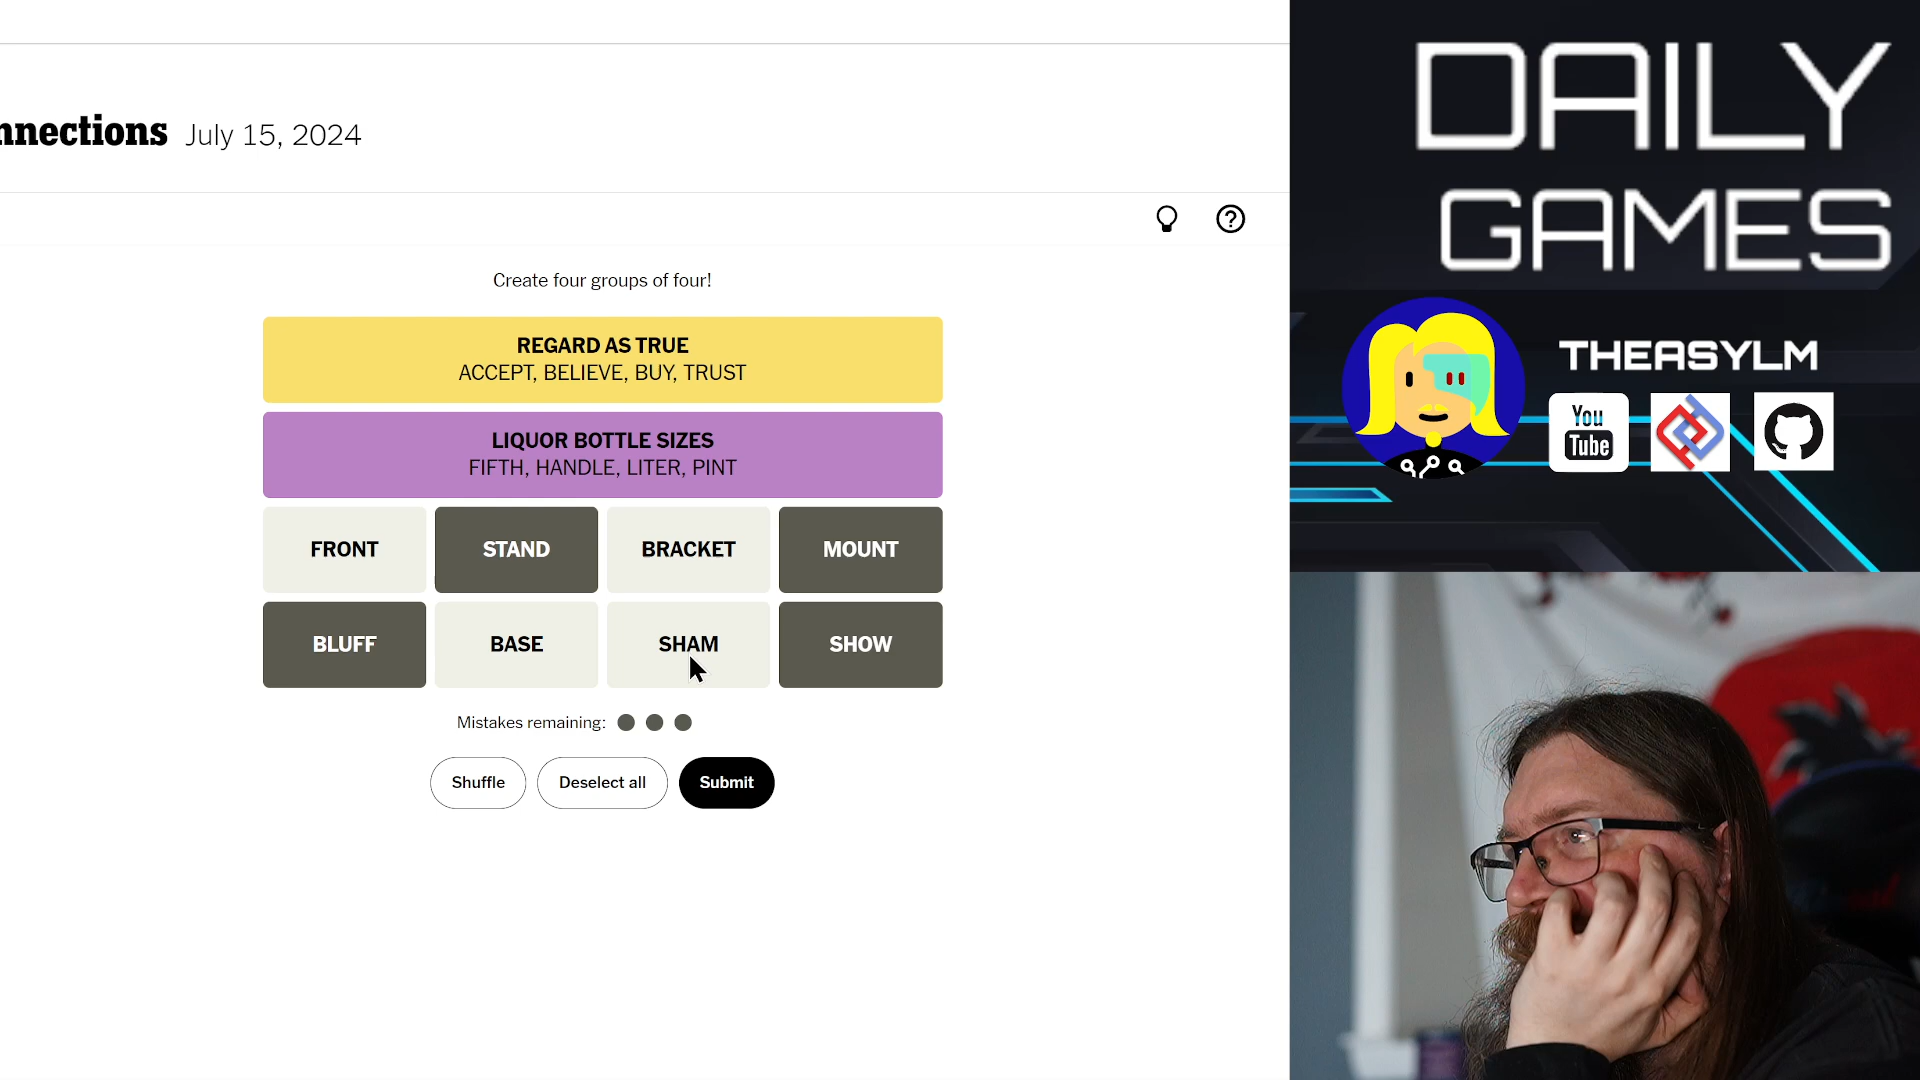 nnections July 15, 2024
Create four groups of four!
REGARD AS TRUE
ACCEPT, BELIEVE, BUY, TRUST
LIQUOR BOTTLE SIZES
FIFTH, HANDLE, LITER, PINT
FRONT STAND BRACKET MOUNT
BLUFF BASE SHAM SHOW
Mistakes remaining:
Shuffle Deselect all Submit
DAILY
GAMES
THEASYLM
You
Tube